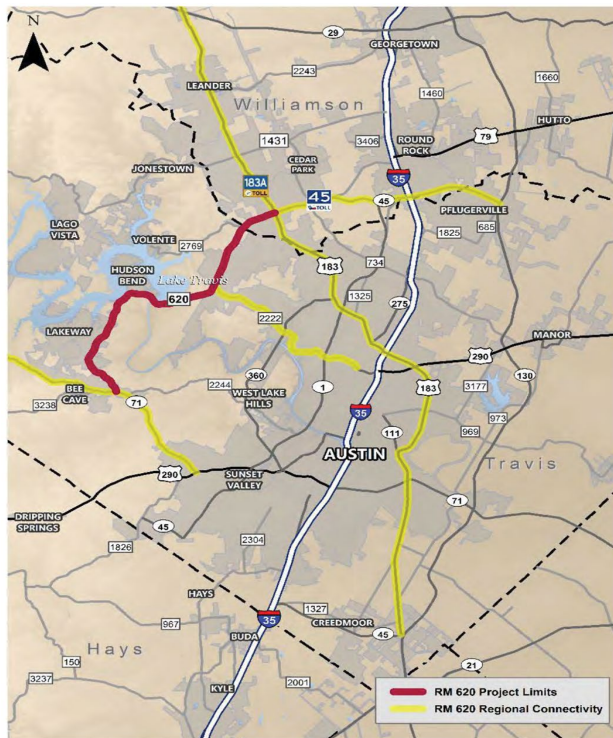 N
29
GEORGETOWN
2243
1660
LEANDER
1460
Williamson
HUTTO
1431
3406
ROUND
ROCK
79
CEDAR
PARK
JONESTOWN
183A
TOLL
45
TOLL
35
45
PFLUGERVILLE
LAGO
VISTA
VOLENTE
2769
1825
685
183
734
HUDSON
BEND
Lake Travis
620
1325
275
LAKEWAY
2222
MANOR
290
360
130
BEE
CAVE
2244
WEST LAKE
HILLS
1
183
3177
3238
71
35
973
969
111
AUSTIN
Travis
290
SUNSET
VALLEY
71
DRIPPING
SPRINGS
45
1826
2304
HAYS
1327
CREEDMOOR
967
35
45
Hays
BUDA
150
21
3237
KYLE
2001
RM 620 Project Limits
RM 620 Regional Connectivity